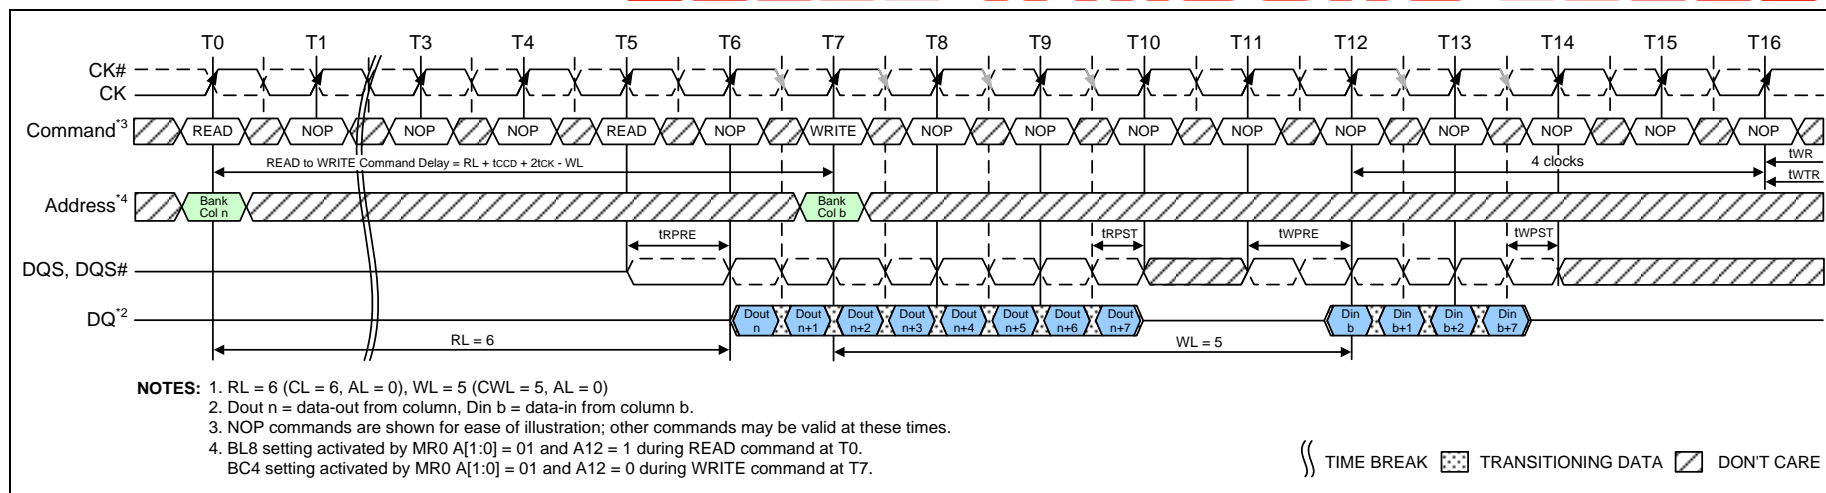 T0 T1 T3 T4 T5 T6 T7 T8 T9 T10 T11 T12 T13 T14 T15 T16
CK#
CK
Command*3 READ NOP NOP NOP READ NOP WRITE NOP NOP NOP NOP NOP NOP NOP NOP NOP
READ to WRITE Command Delay = RL + tCCD + 2tCK - WL 4 clocks tWR
tWTR
Address*4 Bank Col n Bank Col b
tRPRE tRPST tWPRE tWPST
DQS, DQS#
DQ*2 Dout n Dout n+1 Dout n+2 Dout n+3 Dout n+4 Dout n+5 Dout n+6 Dout n+7 Din b Din b+1 Din b+2 Din b+7
RL = 6 WL = 5
NOTES: 1. RL = 6 (CL = 6, AL = 0), WL = 5 (CWL = 5, AL = 0)
2. Dout n = data-out from column, Din b = data-in from column b.
3. NOP commands are shown for ease of illustration; other commands may be valid at these times.
4. BL8 setting activated by MR0 A[1:0] = 01 and A12 = 1 during READ command at T0.
BC4 setting activated by MR0 A[1:0] = 01 and A12 = 0 during WRITE command at T7.
TIME BREAK TRANSITIONING DATA DON'T CARE